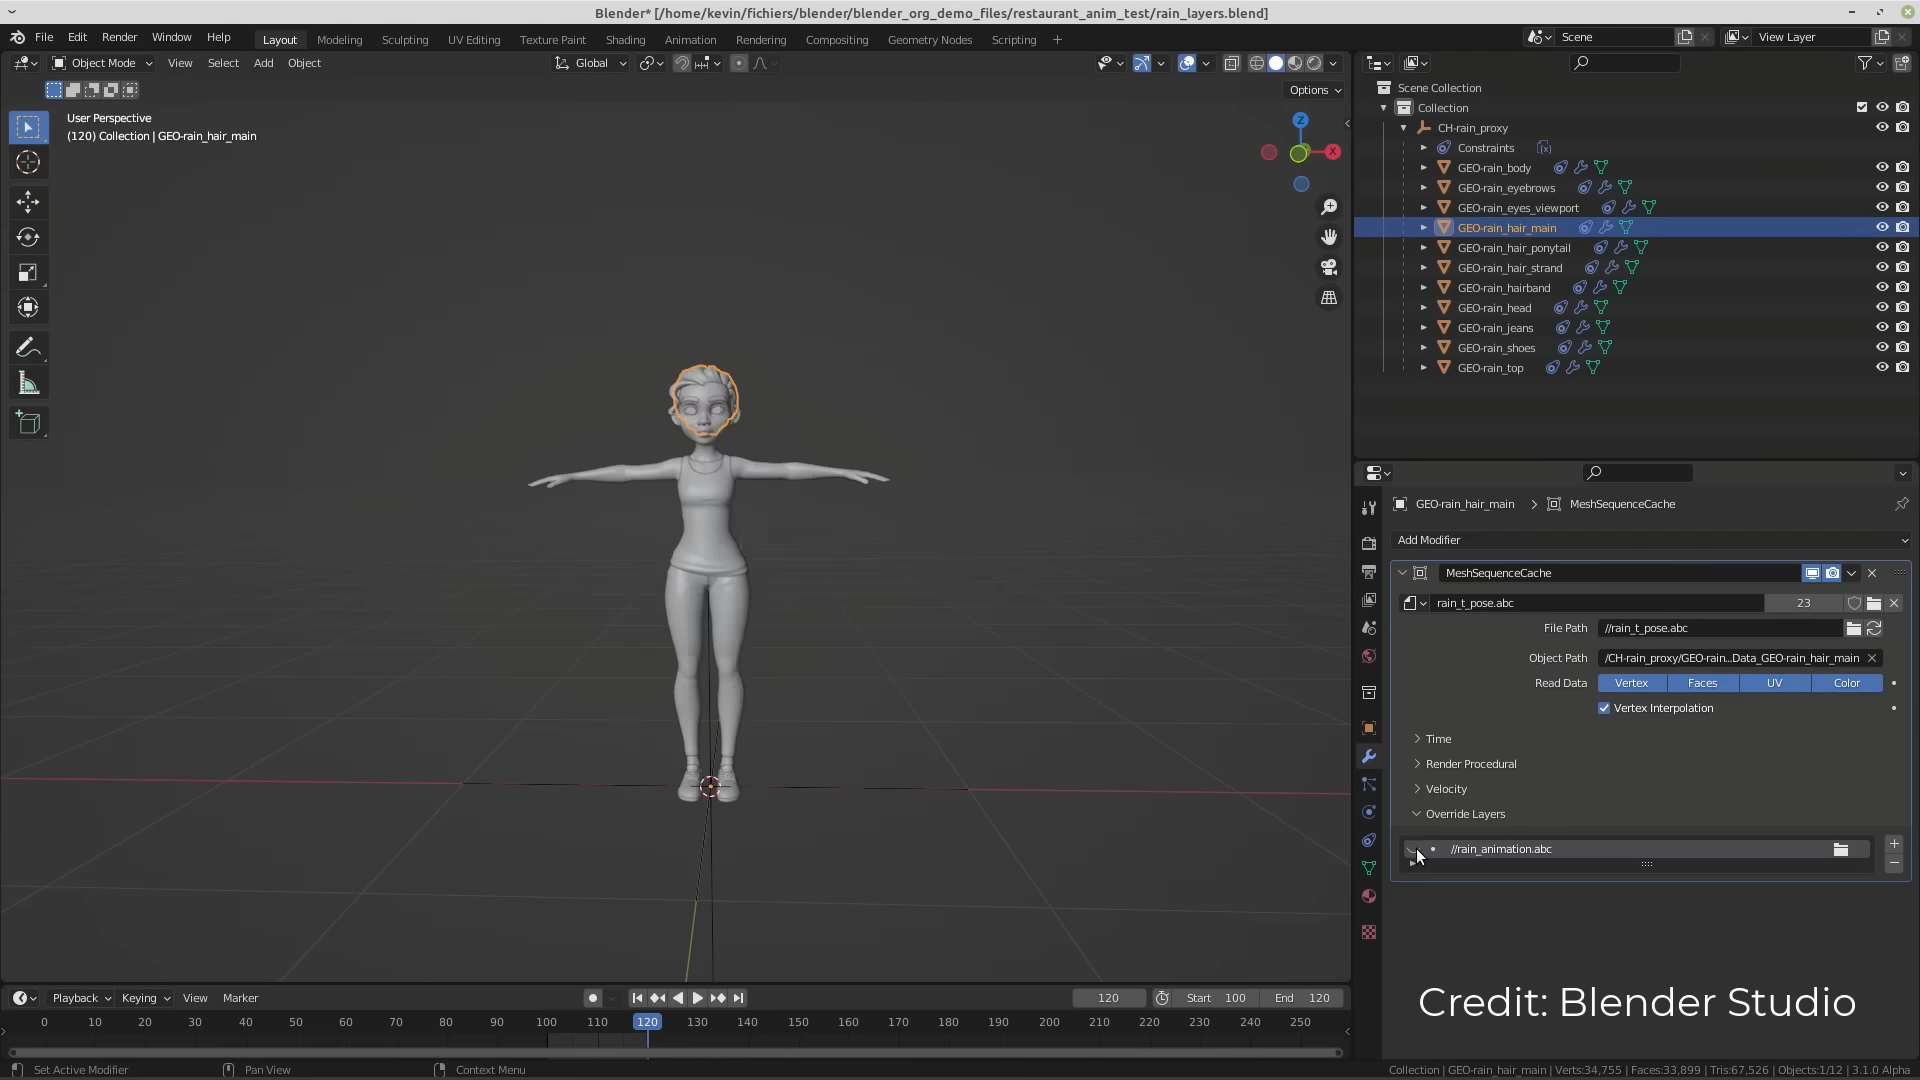 Blender* [/home/kevin/fichiers/blender/blender_org_demo_files/restaurant_anim_test/rain_layers.blend]
File Edit Render Window Help Layout Modeling Sculpting UV Editing Texture Paint Shading Animation Rendering Compositing Geometry Nodes Scripting + Scene View Layer
Object Mode View Select Add Object Global
Options
User Perspective
(120) Collection | GEO-rain_hair_main
Z
X
Scene Collection
Collection
CH-rain_proxy
Constraints
GEO-rain_body
GEO-rain_eyebrows
GEO-rain_eyes_viewport
GEO-rain_hair_main
GEO-rain_hair_ponytail
GEO-rain_hair_strand
GEO-rain_hairband
GEO-rain_head
GEO-rain_jeans
GEO-rain_shoes
GEO-rain_top
GEO-rain_hair_main > MeshSequenceCache
Add Modifier
MeshSequenceCache
rain_t_pose.abc 23
File Path //rain_t_pose.abc
Object Path /CH-rain_proxy/GEO-rain...Data_GEO-rain_hair_main
Read Data Vertex Faces UV Color
Vertex Interpolation
Time
Render Procedural
Velocity
Override Layers
//rain_animation.abc
Credit: Blender Studio
Playback Keying View Marker 120 Start 100 End 120
0 10 20 30 40 50 60 70 80 90 100 110 120 130 140 150 160 170 180 190 200 210 220 230 240 250
Set Active Modifier Pan View Context Menu Collection | GEO-rain_hair_main | Verts:34,755 | Faces:33,899 | Tris:67,526 | Objects:1/12 | 3.1.0 Alpha